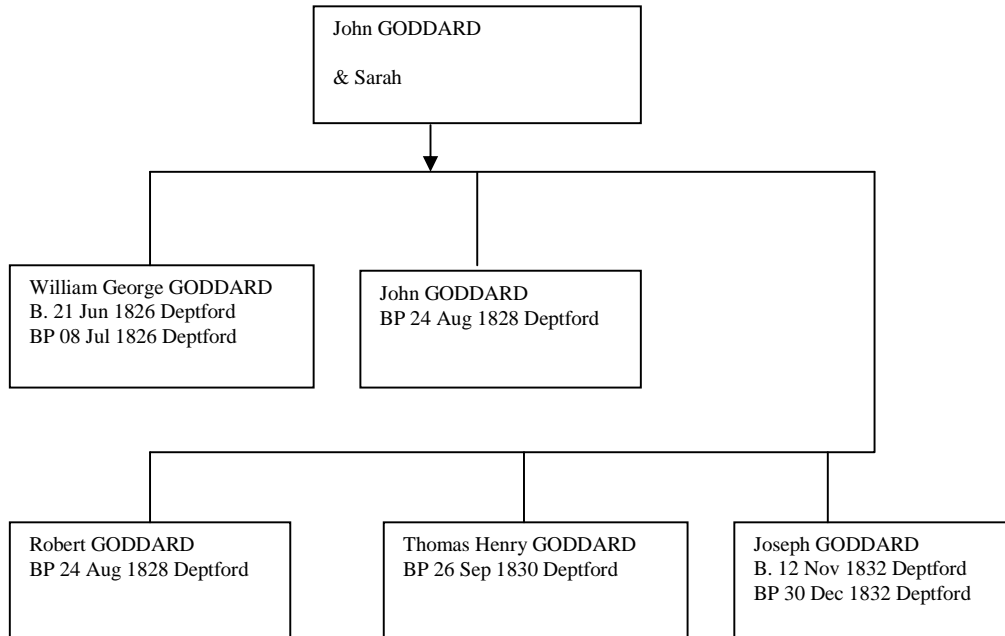 John GODDARD
& Sarah
William George GODDARD
B. 21 Jun 1826 Deptford
BP 08 Jul 1826 Deptford
John GODDARD
BP 24 Aug 1828 Deptford
Robert GODDARD
BP 24 Aug 1828 Deptford
Thomas Henry GODDARD
BP 26 Sep 1830 Deptford
Joseph GODDARD
B. 12 Nov 1832 Deptford
BP 30 Dec 1832 Deptford